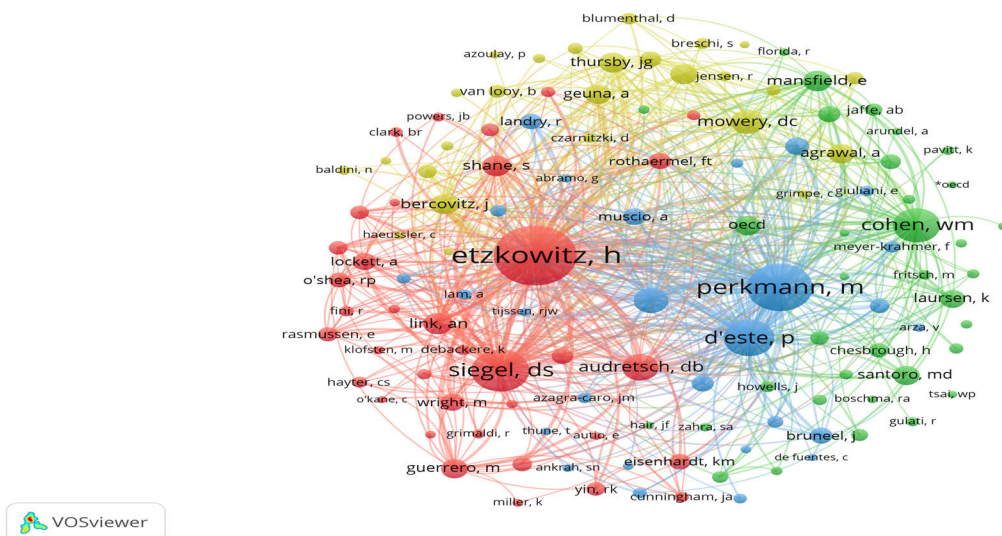 blumenthal, d
breschi, s
florida, r
azoulay, p
thursby, jg
jensen, r
mansfield, e
van looy, b
geuna, a
powers, jb
landry, r
mowery, dc
jaffe, ab
clark, br
czarnitzki, d
arundel, a
agrawal, a
pavitt, k
baldini, n
shane, s
rothaermel, ft
abramo, g
grimpe, c
giuliani, e
*oecd
bercovitz, j
muscio, a
oecd
cohen, wm
haeussler, c
meyer-krahmer, f
etzkowitz, h
lockett, a
o'shea, rp
fritsch, m
perkmann, m
lam, a
laursen, k
fini, r
tijssen, rjw
link, an
arza, v
rasmussen, e
d'este, p
klofsten, m
debackere, k
chesbrough, h
siegel, ds
audretsch, db
santoro, md
hayter, cs
howells, j
tsai, wp
o'kane, c
wright, m
azagra-caro, jm
boschma, ra
gulati, r
hair, jf
zahra, sa
grimaldi, r
thune, t
autio, e
bruneel, j
de fuentes, c
guerrero, m
ankrah, sn
eisenhardt, km
yin, rk
cunningham, ja
miller, k
VOSviewer